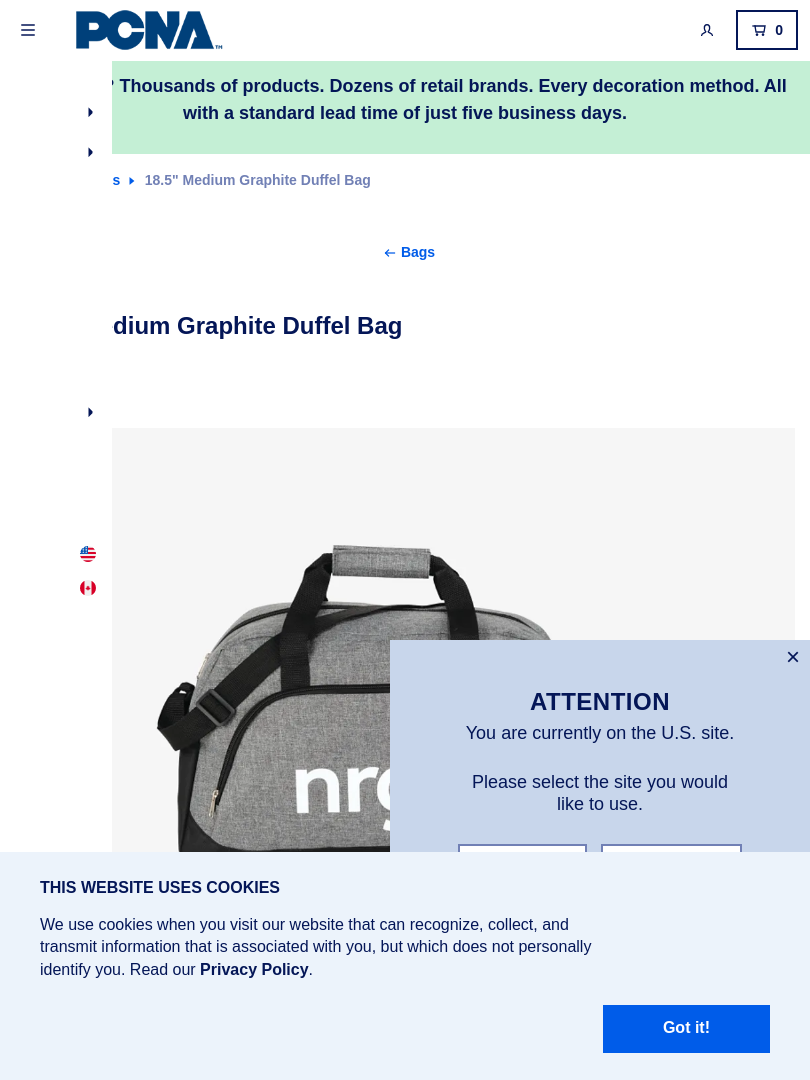 PCNA™
0
? Thousands of products. Dozens of retail brands. Every decoration method. All
with a standard lead time of just five business days.
s 18.5" Medium Graphite Duffel Bag
Bags
dium Graphite Duffel Bag
nrg
ATTENTION
You are currently on the U.S. site.
Please select the site you would
like to use.
THIS WEBSITE USES COOKIES
We use cookies when you visit our website that can recognize, collect, and
transmit information that is associated with you, but which does not personally
identify you. Read our Privacy Policy.
Got it!